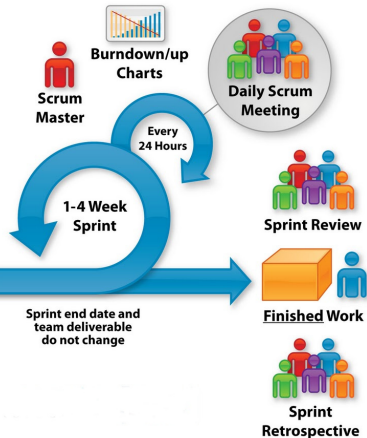 Burndown/up
Charts
Scrum
Master
Daily Scrum
Meeting
Every
24 Hours
1-4 Week
Sprint
Sprint Review
Sprint end date and
team deliverable
do not change
Finished Work
Sprint
Retrospective